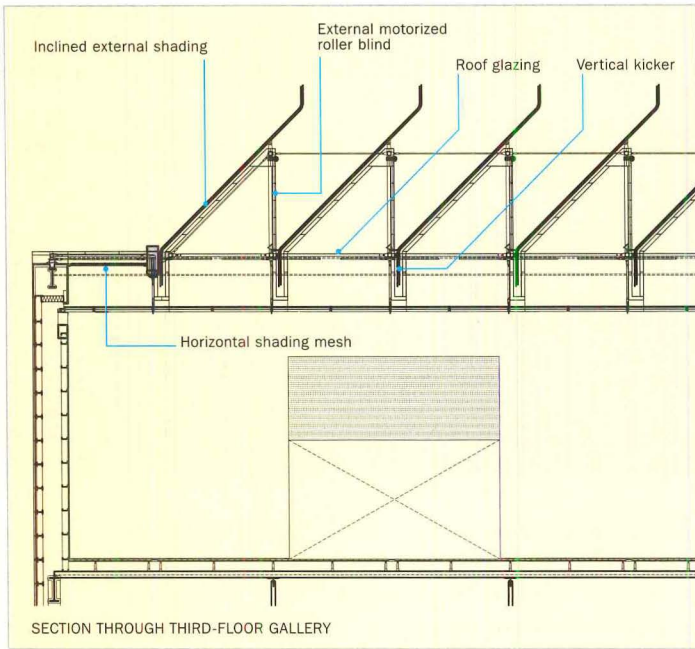 Inclined external shading
External motorized
roller blind
Roof glazing
Vertical kicker
Horizontal shading mesh
SECTION THROUGH THIRD-FLOOR GALLERY